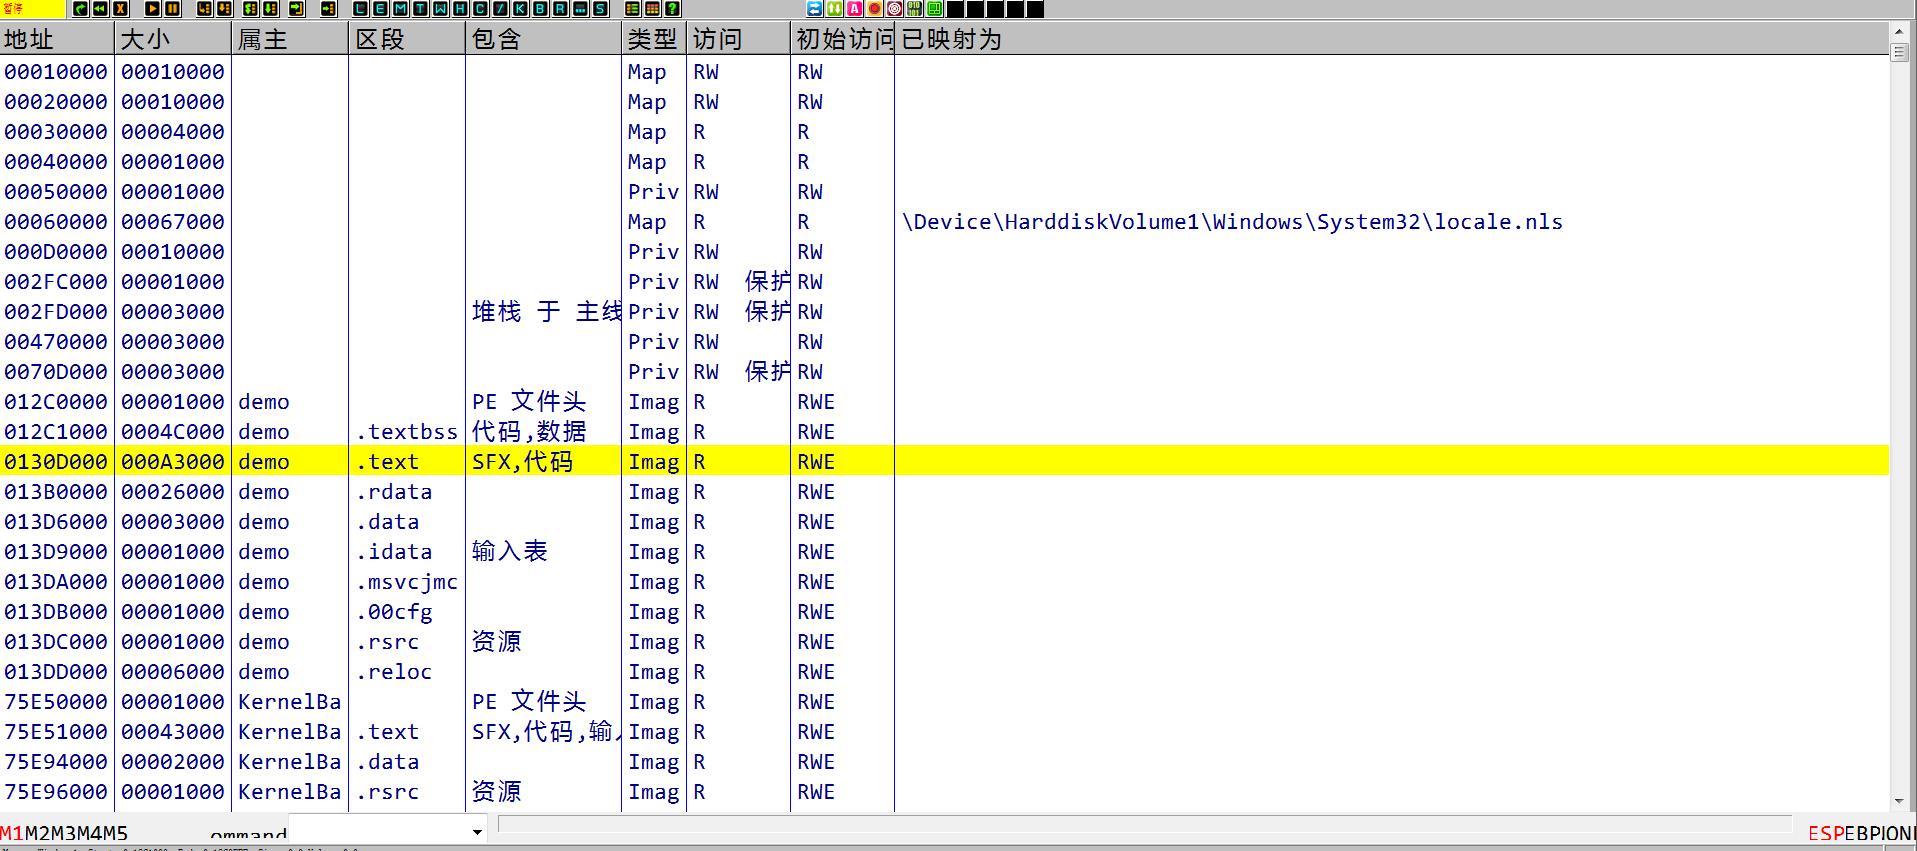 暂停 L E M T W H C / K B R ... S ? A
地址 大小 属主 区段 包含 类型 访问 初始访问 已映射为
00010000 00010000 Map RW RW
00020000 00010000 Map RW RW
00030000 00004000 Map R R
00040000 00001000 Map R R
00050000 00001000 Priv RW RW
00060000 00067000 Map R R \Device\HarddiskVolume1\Windows\System32\locale.nls
000D0000 00010000 Priv RW RW
002FC000 00001000 Priv RW 保护 RW
002FD000 00003000 堆栈 于 主线 Priv RW 保护 RW
00470000 00003000 Priv RW RW
0070D000 00003000 Priv RW 保护 RW
012C0000 00001000 demo PE 文件头 Imag R RWE
012C1000 0004C000 demo .textbss 代码,数据 Imag R RWE
0130D000 000A3000 demo .text SFX,代码 Imag R RWE
013B0000 00026000 demo .rdata Imag R RWE
013D6000 00003000 demo .data Imag R RWE
013D9000 00001000 demo .idata 输入表 Imag R RWE
013DA000 00001000 demo .msvcjmc Imag R RWE
013DB000 00001000 demo .00cfg Imag R RWE
013DC000 00001000 demo .rsrc 资源 Imag R RWE
013DD000 00006000 demo .reloc Imag R RWE
75E50000 00001000 KernelBa PE 文件头 Imag R RWE
75E51000 00043000 KernelBa .text SFX,代码,输入 Imag R RWE
75E94000 00002000 KernelBa .data Imag R RWE
75E96000 00001000 KernelBa .rsrc 资源 Imag R RWE
M1M2M3M4M5 ommand ESPEBPIONI